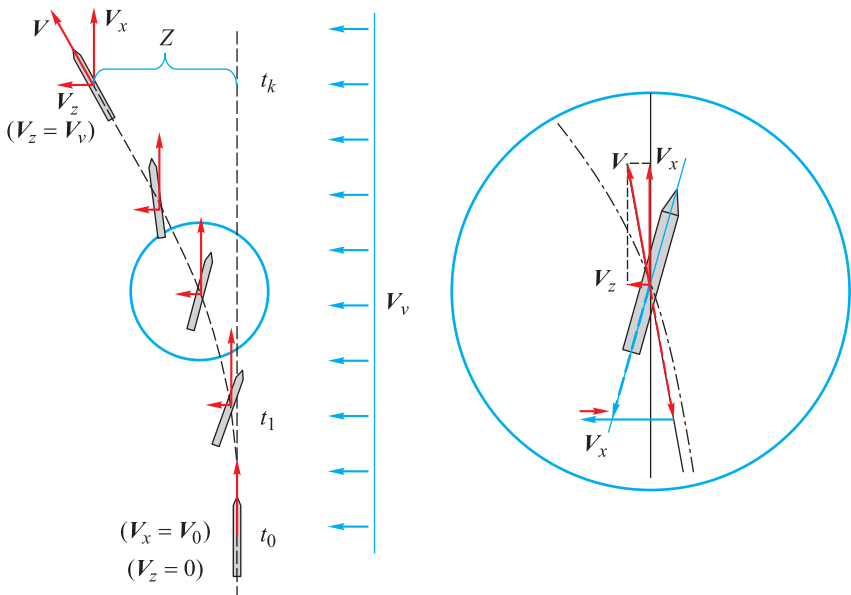 V
Vx
Z
tk
Vz
(Vz = Vv)
Vv
t1
(Vx = V0)
t0
(Vz = 0)
V
Vx
Vz
Vx